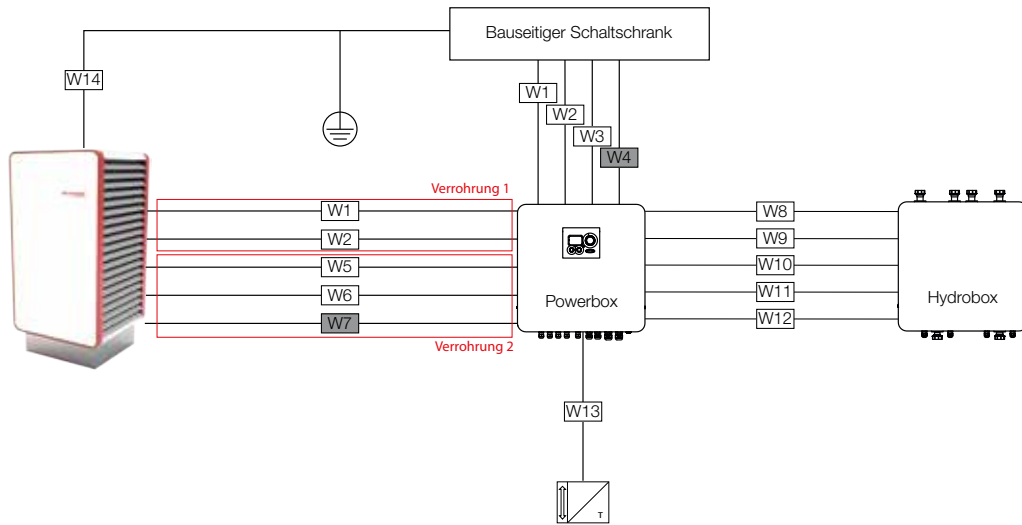 Bauseitiger Schaltschrank
W14
W1
W2
W3
W4
Verrohrung 1
W1
W2
W5
W6
W7
Verrohrung 2
Powerbox
W8
W9
W10
W11
W12
Hydrobox
W13
T